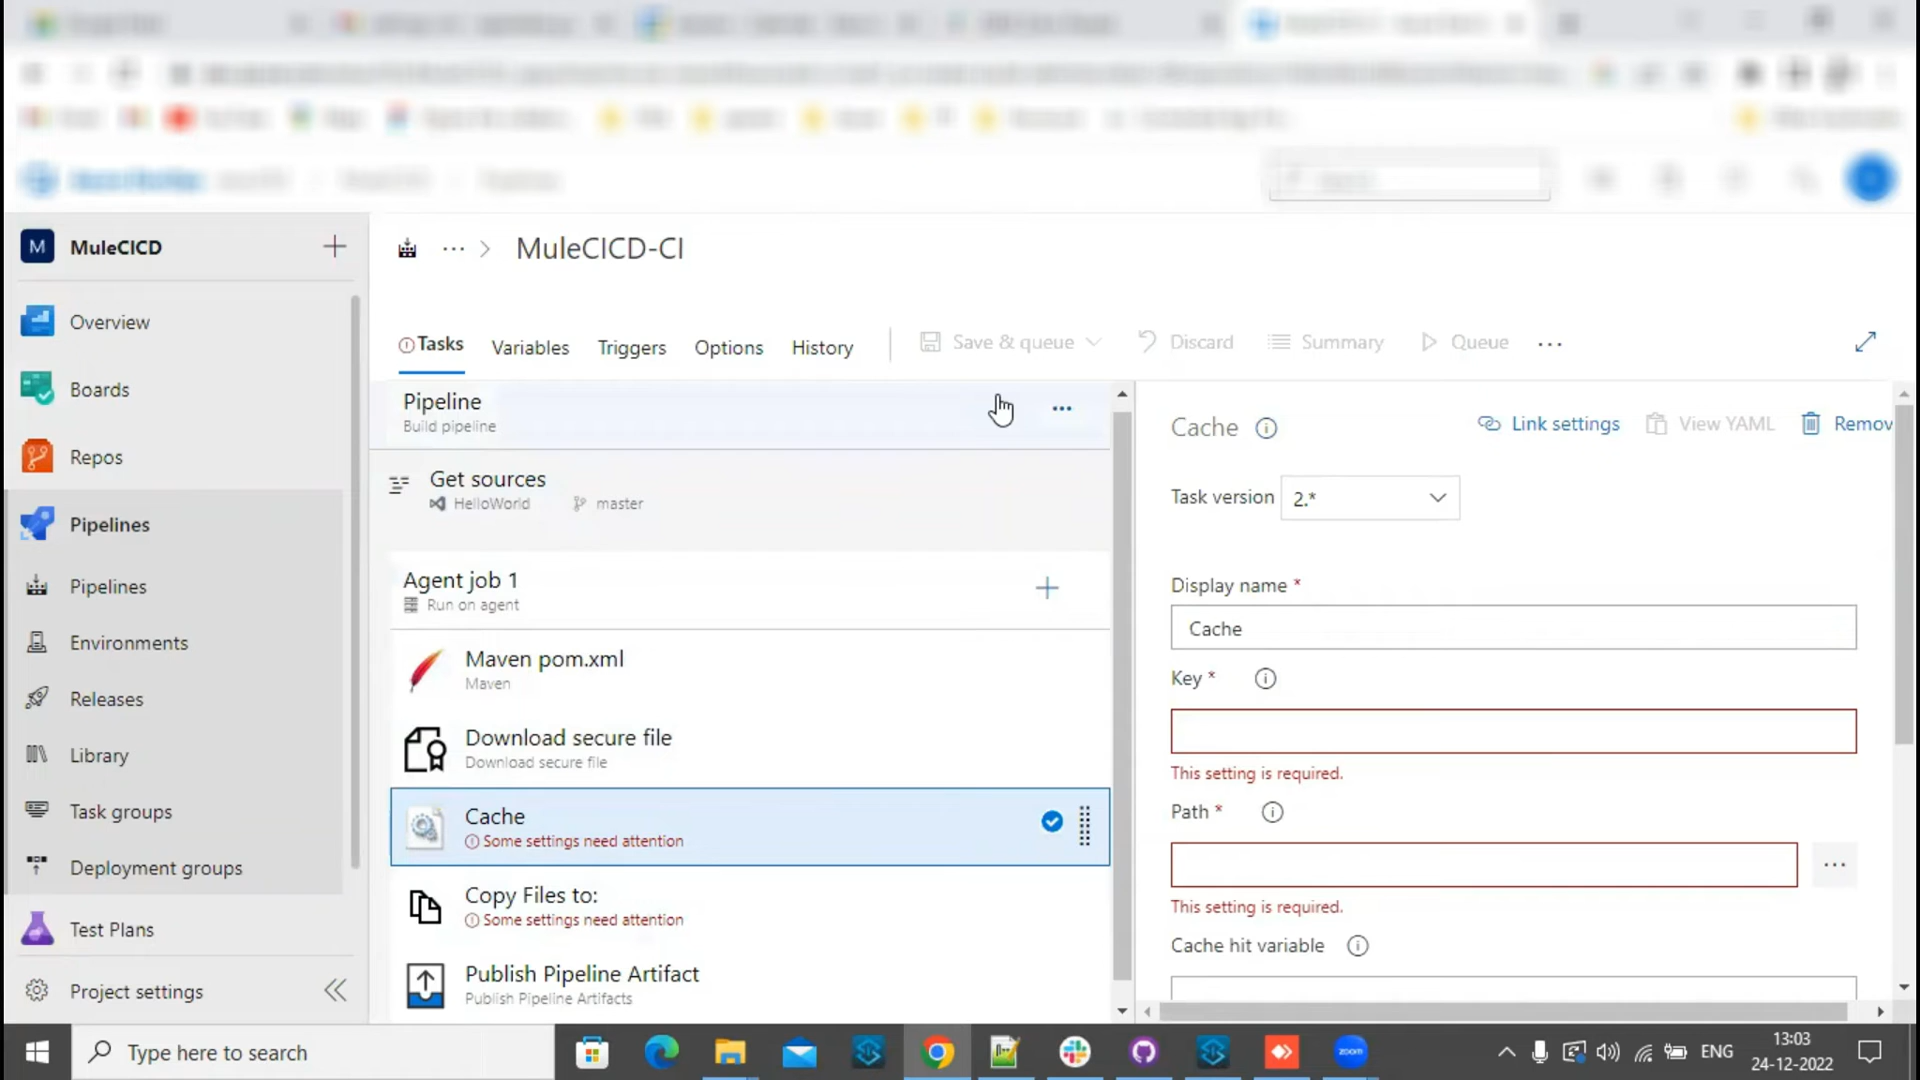 M MuleCICD
MuleCICD-CI
Overview
Boards
Repos
Pipelines
Pipelines
Environments
Releases
Library
Task groups
Deployment groups
Test Plans
Project settings
Tasks Variables Triggers Options History Save & queue Discard Summary Queue
Pipeline
Build pipeline
Get sources
HelloWorld master
Agent job 1
Run on agent
Maven pom.xml
Maven
Download secure file
Download secure file
Cache
Some settings need attention
Copy Files to:
Some settings need attention
Publish Pipeline Artifact
Publish Pipeline Artifacts
Cache Link settings View YAML Remov
Task version 2.*
Display name *
Cache
Key *
This setting is required.
Path *
This setting is required.
Cache hit variable
Type here to search
zoom
ENG
13:03
24-12-2022